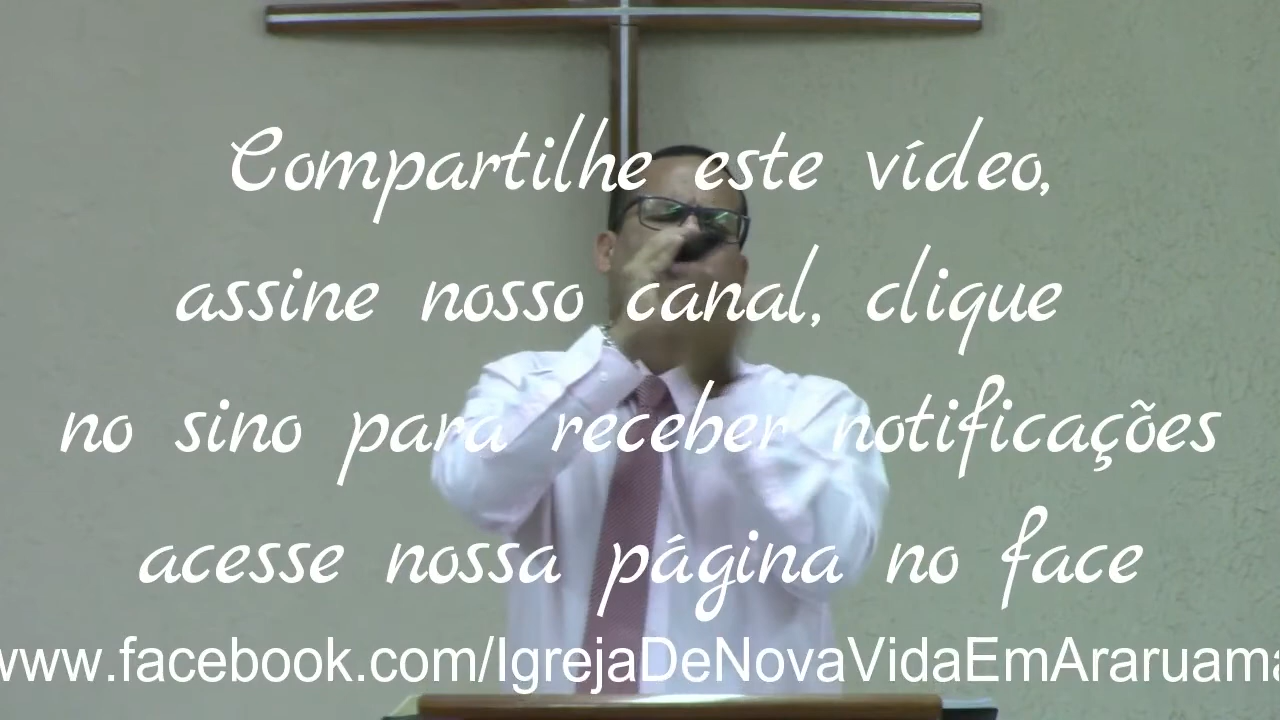 Compartilhe este vídeo,
assine nosso canal, clique
no sino para receber notificações
acesse nossa página no face
www.facebook.com/IgrejaDeNovaVidaEmAraruama